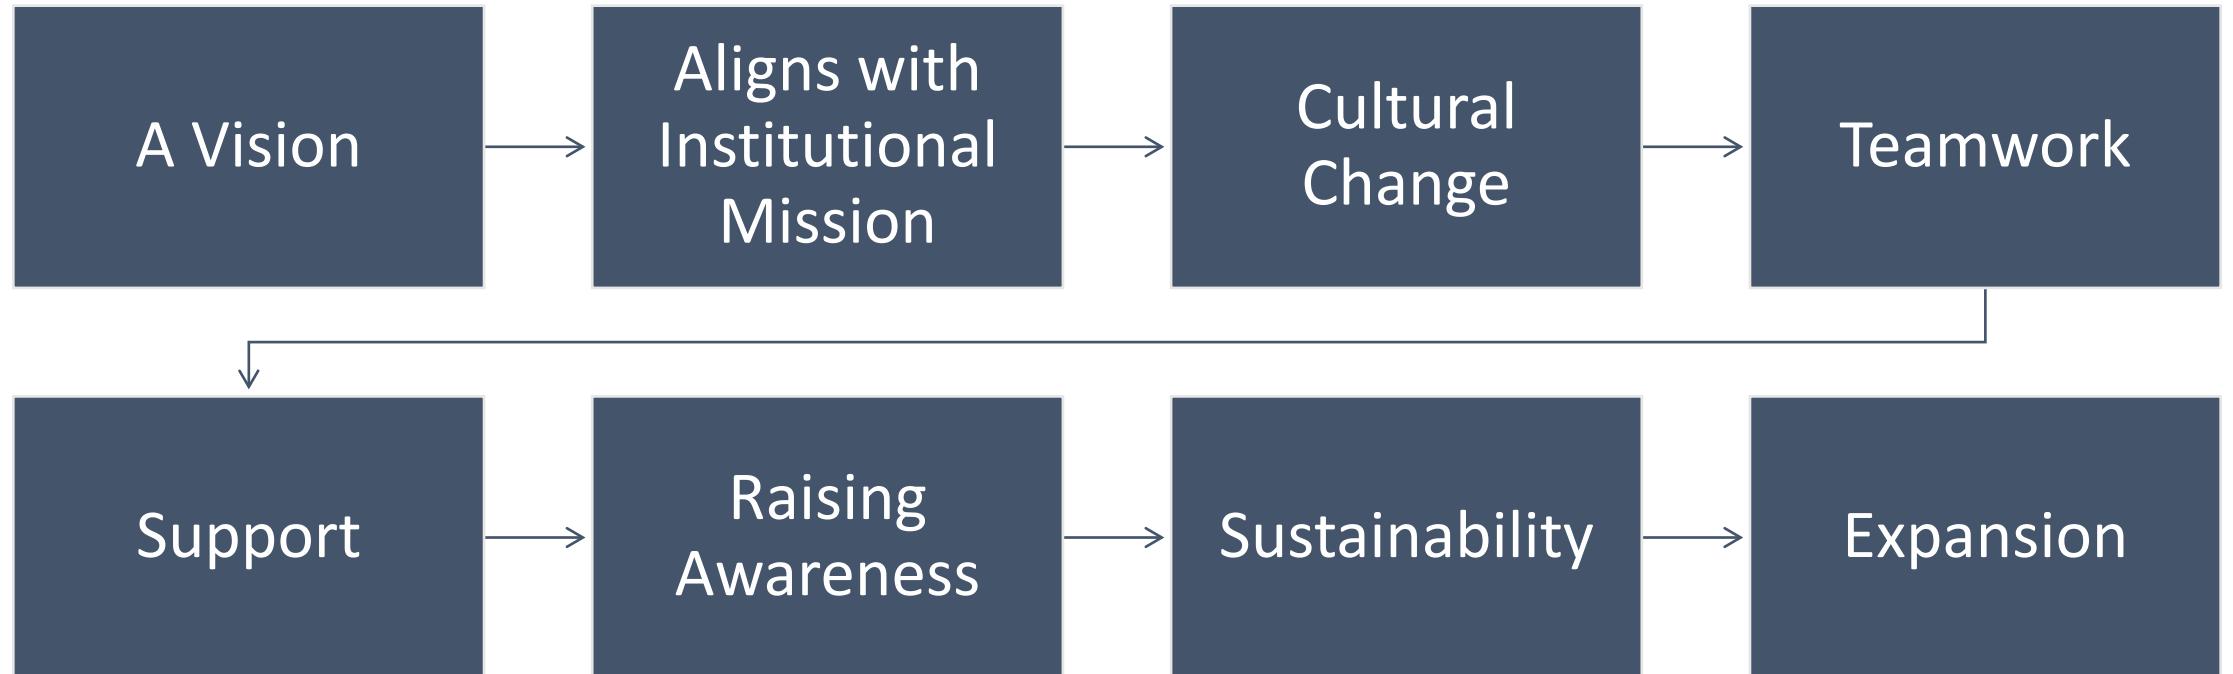 A Vision
Aligns with
Institutional
Mission
Cultural
Change
Teamwork
Support
Raising
Awareness
Sustainability
Expansion